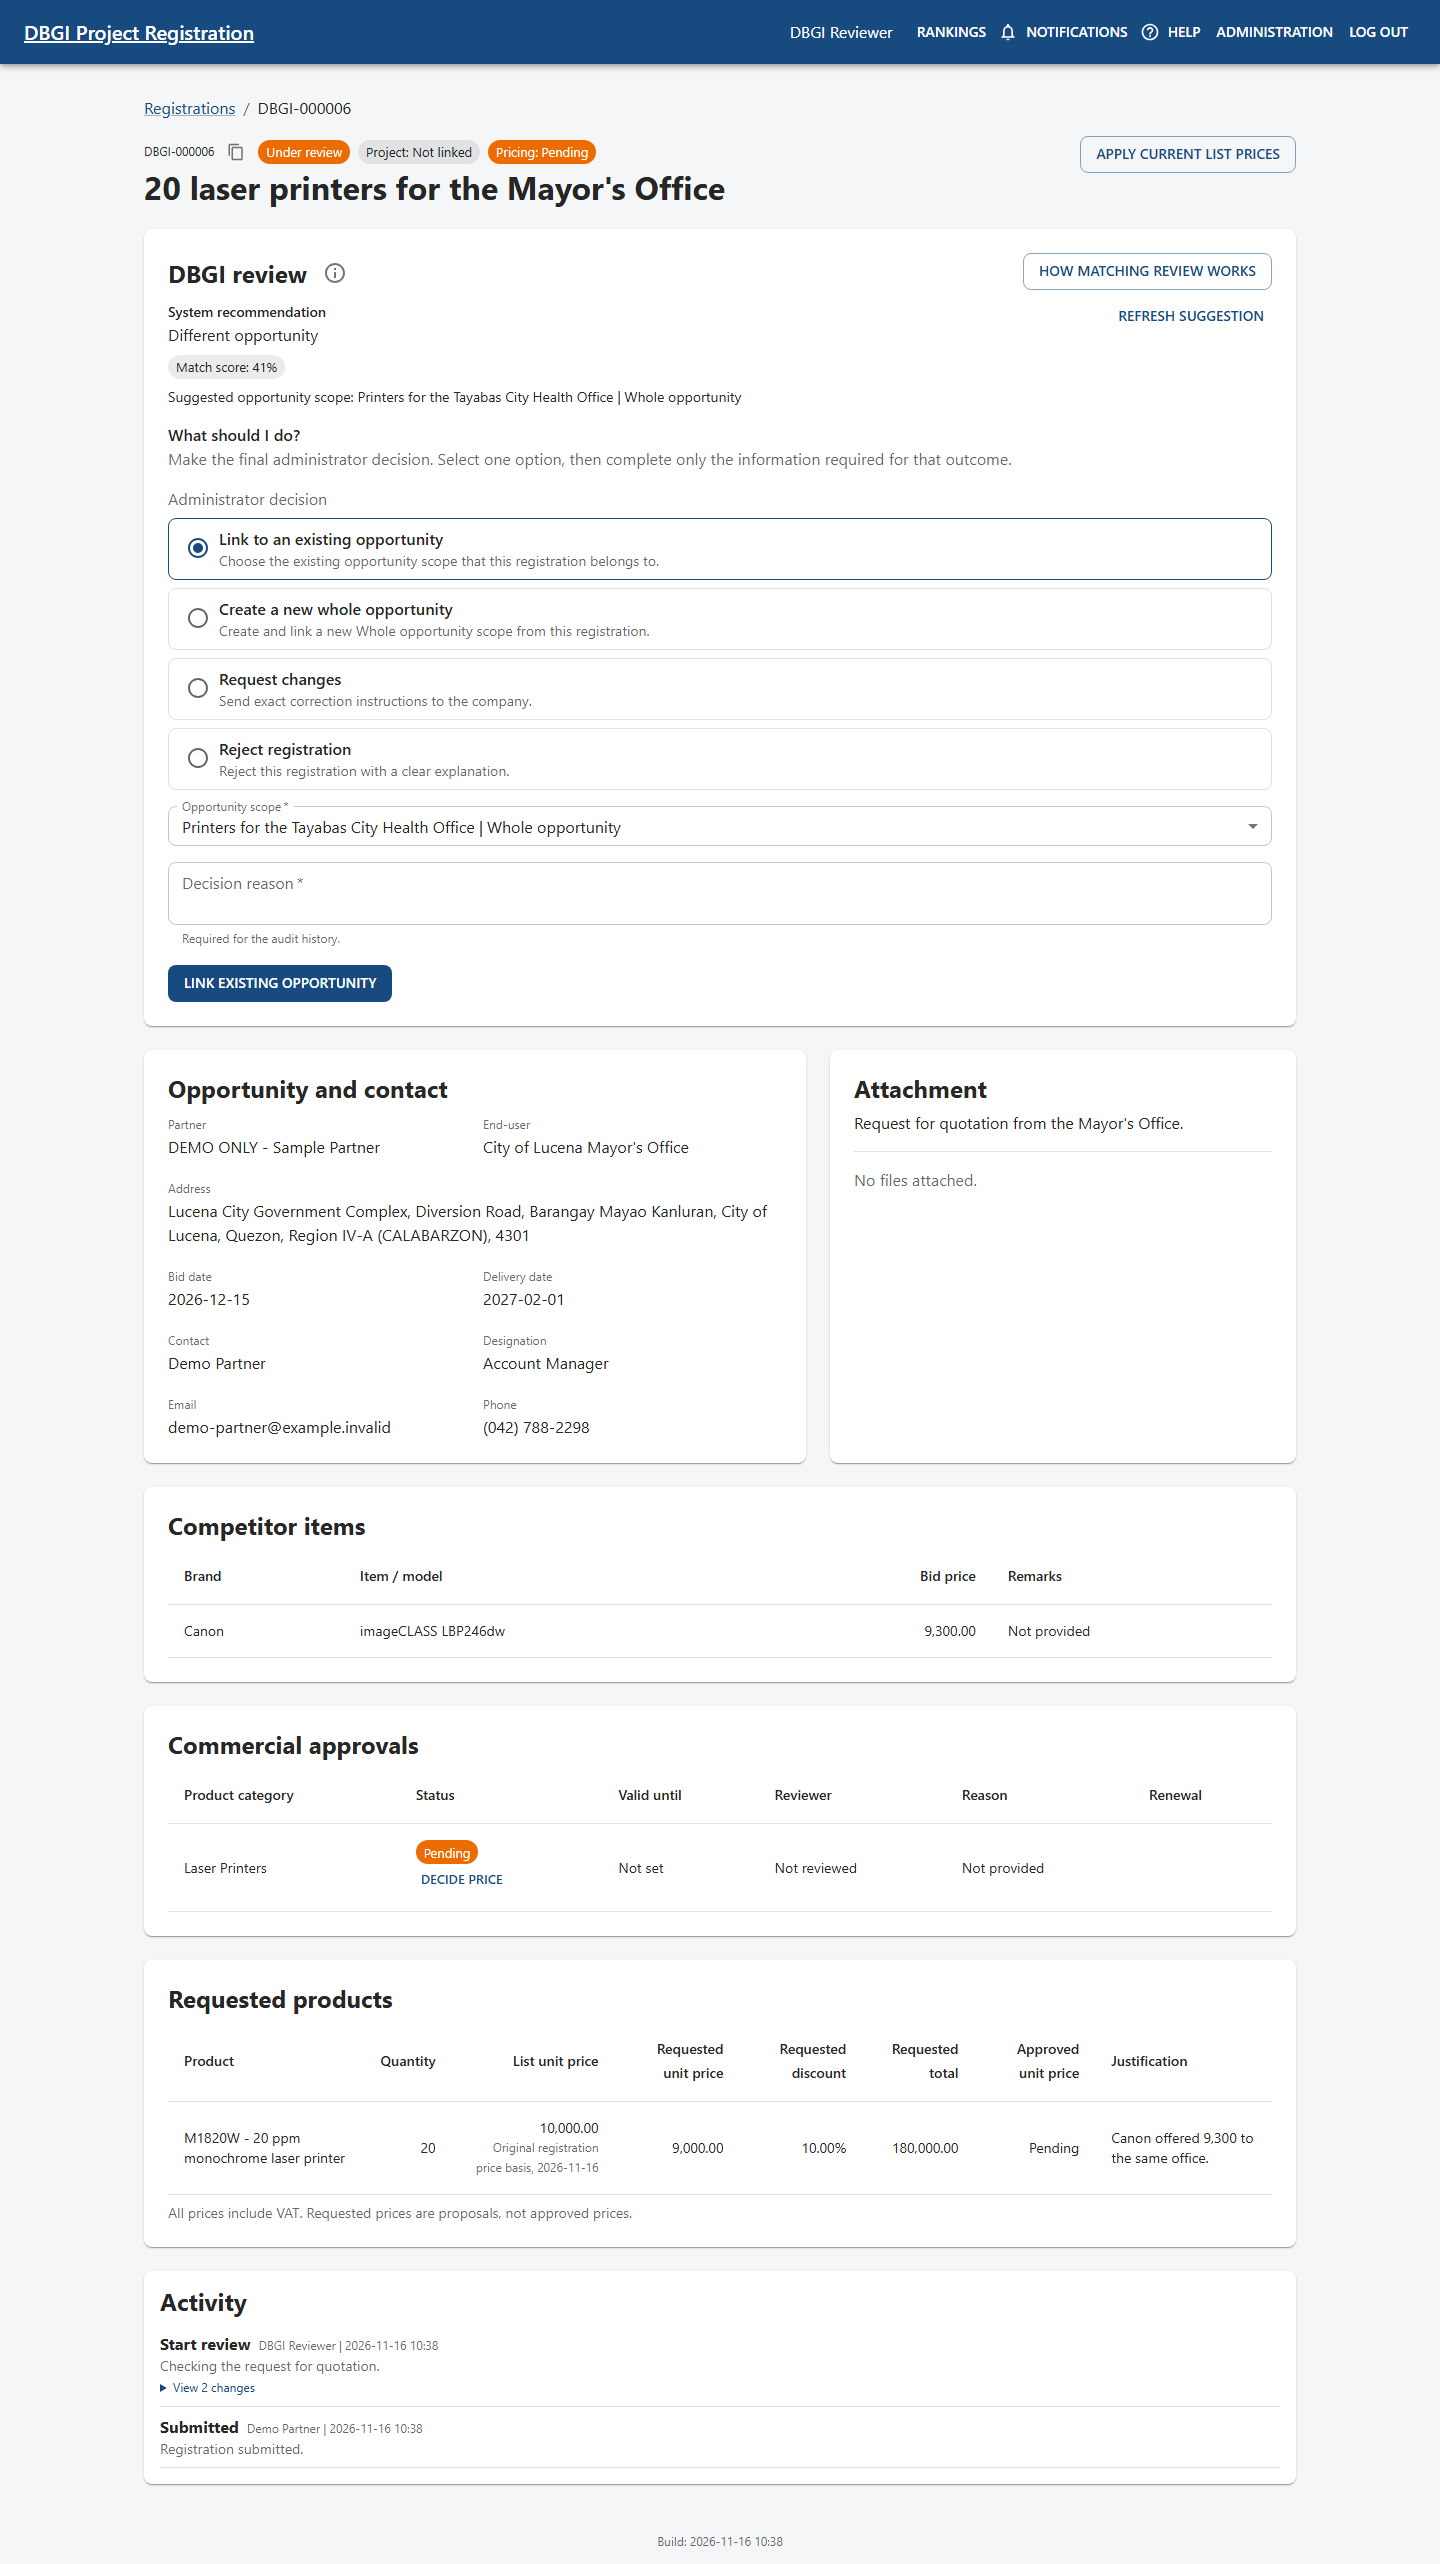 DBGI Project Registration
DBGI Reviewer
RANKINGS
NOTIFICATIONS
HELP
ADMINISTRATION
LOG OUT
Registrations / DBGI-000006
DBGI-000006
Under review
Project: Not linked
Pricing: Pending
APPLY CURRENT LIST PRICES
20 laser printers for the Mayor's Office
DBGI review
HOW MATCHING REVIEW WORKS
System recommendation
REFRESH SUGGESTION
Different opportunity
Match score: 41%
Suggested opportunity scope: Printers for the Tayabas City Health Office | Whole opportunity
What should I do?
Make the final administrator decision. Select one option, then complete only the information required for that outcome.
Administrator decision
Link to an existing opportunity
Choose the existing opportunity scope that this registration belongs to.
Create a new whole opportunity
Create and link a new Whole opportunity scope from this registration.
Request changes
Send exact correction instructions to the company.
Reject registration
Reject this registration with a clear explanation.
Opportunity scope *
Printers for the Tayabas City Health Office | Whole opportunity
Decision reason *
Required for the audit history.
LINK EXISTING OPPORTUNITY
Opportunity and contact
Partner
DEMO ONLY - Sample Partner
End-user
City of Lucena Mayor's Office
Address
Lucena City Government Complex, Diversion Road, Barangay Mayao Kanluran, City of
Lucena, Quezon, Region IV-A (CALABARZON), 4301
Bid date
2026-12-15
Delivery date
2027-02-01
Contact
Demo Partner
Designation
Account Manager
Email
demo-partner@example.invalid
Phone
(042) 788-2298
Attachment
Request for quotation from the Mayor's Office.
No files attached.
Competitor items
Brand
Item / model
Bid price
Remarks
Canon
imageCLASS LBP246dw
9,300.00
Not provided
Commercial approvals
Product category
Status
Valid until
Reviewer
Reason
Renewal
Laser Printers
Pending
DECIDE PRICE
Not set
Not reviewed
Not provided
Requested products
Product
Quantity
List unit price
Requested
unit price
Requested
discount
Requested
total
Approved
unit price
Justification
M1820W - 20 ppm
monochrome laser printer
20
10,000.00
Original registration
price basis, 2026-11-16
9,000.00
10.00%
180,000.00
Pending
Canon offered 9,300 to
the same office.
All prices include VAT. Requested prices are proposals, not approved prices.
Activity
Start review DBGI Reviewer | 2026-11-16 10:38
Checking the request for quotation.
View 2 changes
Submitted Demo Partner | 2026-11-16 10:38
Registration submitted.
Build: 2026-11-16 10:38